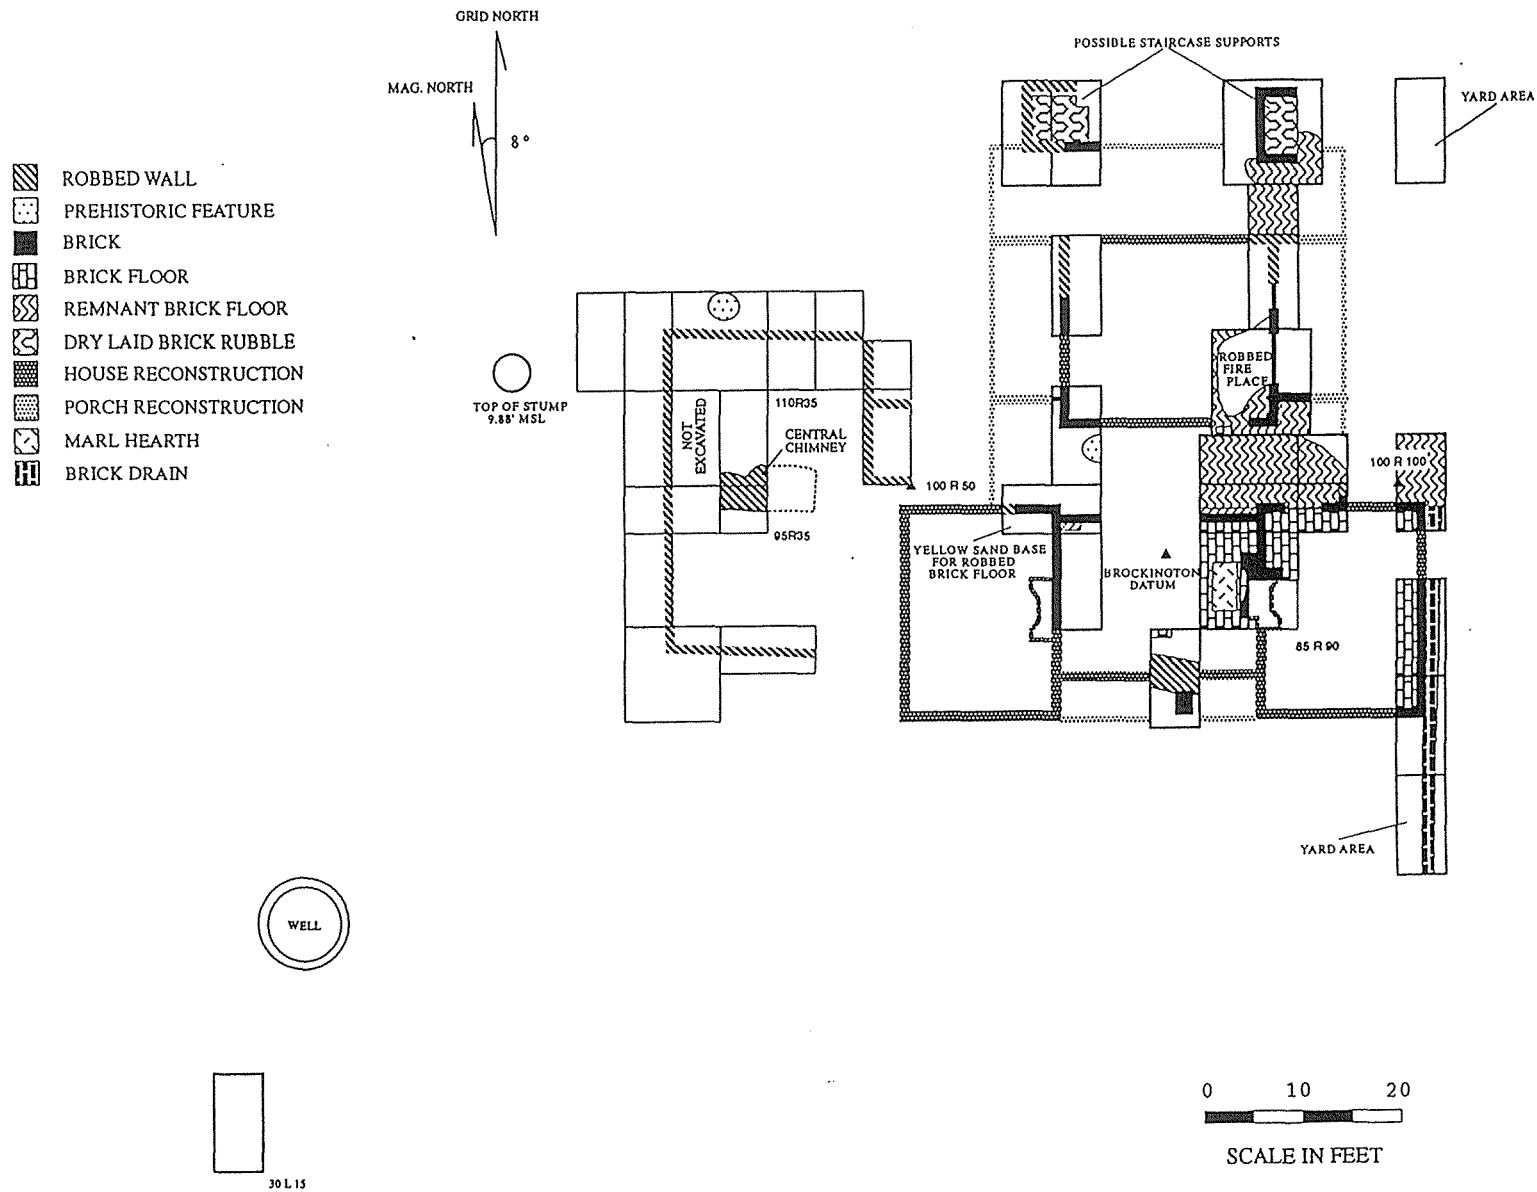 GRID NORTH
MAG. NORTH
8°
ROBBED WALL
PREHISTORIC FEATURE
BRICK
BRICK FLOOR
REMNANT BRICK FLOOR
DRY LAID BRICK RUBBLE
HOUSE RECONSTRUCTION
PORCH RECONSTRUCTION
MARL HEARTH
BRICK DRAIN
POSSIBLE STAIRCASE SUPPORTS
YARD AREA
TOP OF STUMP
9.88' MSL
NOT
EXCAVATED
110R35
CENTRAL
CHIMNEY
95R35
ROBBED
FIRE
PLACE
100 R 50
100 R 100
YELLOW SAND BASE
FOR ROBBED
BRICK FLOOR
BROCKINGTON
DATUM
85 R 90
YARD AREA
WELL
30 L 15
0 10 20
SCALE IN FEET